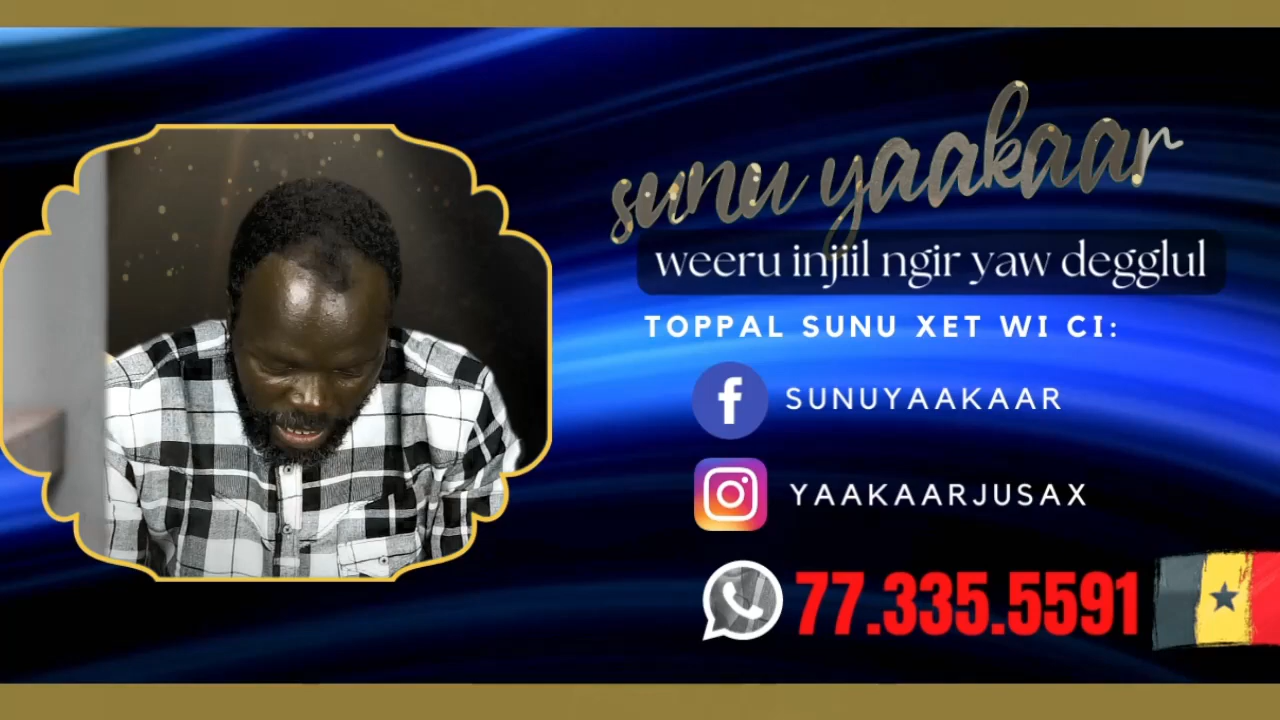 sunu yaakaar
weeru injiil ngir yaw degglul
TOPPAL SUNU XET WI CI:
SUNUYAAKAAR
YAAKAARJUSAX
77.335.5591